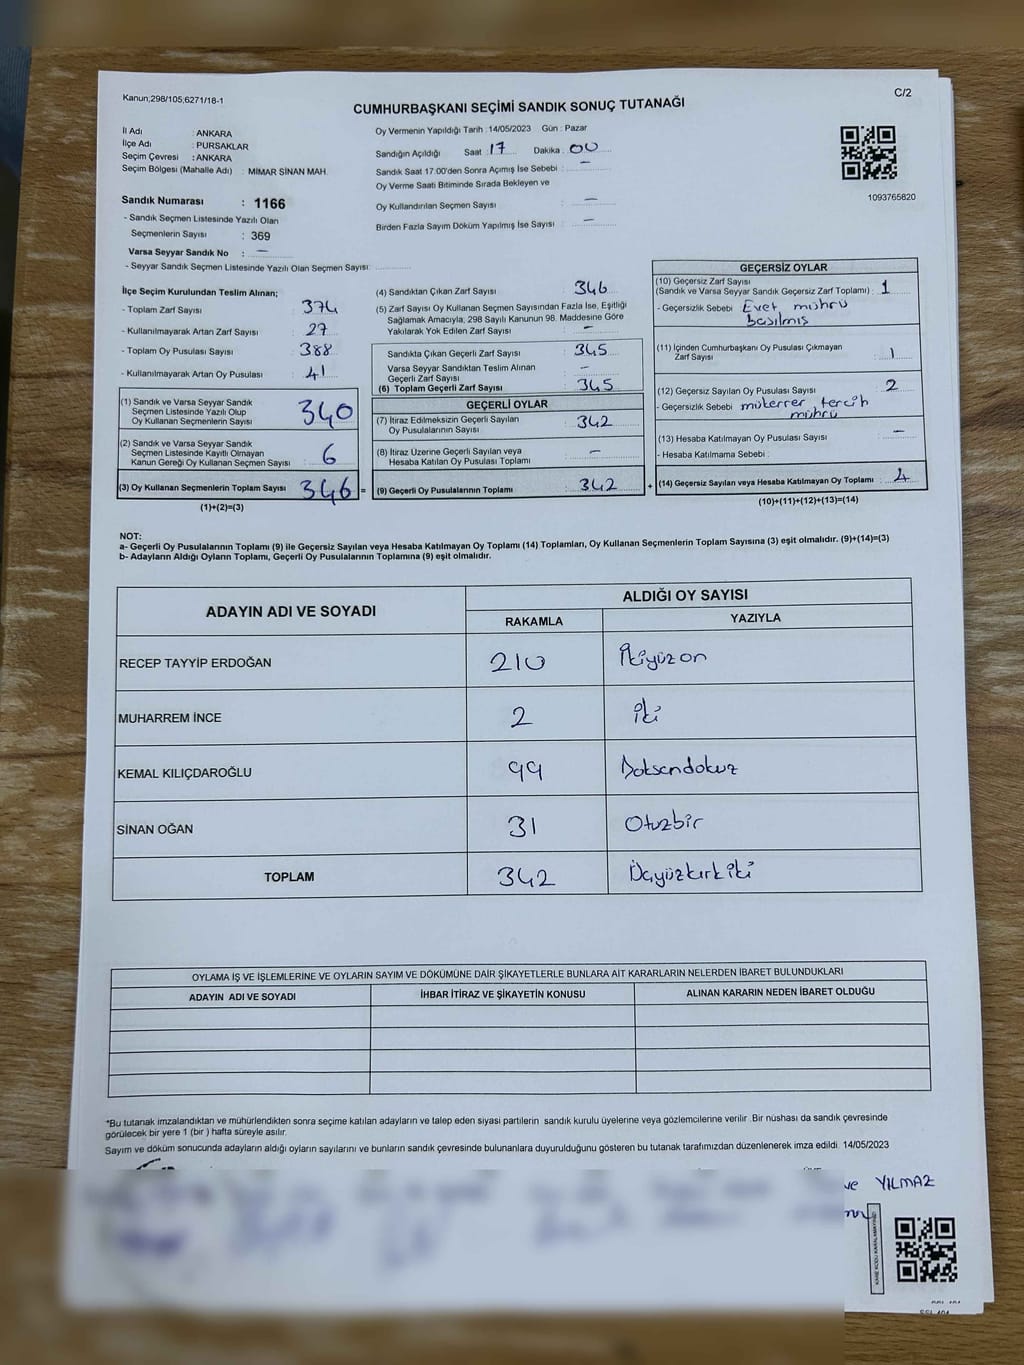 Kanun;298/105;6271/18-1
C/2
CUMHURBAŞKANI SEÇİMİ SANDIK SONUÇ TUTANAĞI
İl Adı : ANKARA
İlçe Adı : PURSAKLAR
Seçim Çevresi : ANKARA
Seçim Bölgesi (Mahalle Adı) : MİMAR SİNAN MAH.
Oy Vermenin Yapıldığı Tarih : 14/05/2023 Gün : Pazar
Sandığın Açıldığı Saat : 17 Dakika : 00
Sandık Saat 17.00'den Sonra Açımış İse Sebebi : —
Oy Verme Saati Bitiminde Sırada Bekleyen ve
Oy Kullandırılan Seçmen Sayısı : —
Birden Fazla Sayım Döküm Yapılmış İse Sayısı : —
1093765820
Sandık Numarası : 1166
- Sandık Seçmen Listesinde Yazılı Olan
Seçmenlerin Sayısı : 369
Varsa Seyyar Sandık No : —
- Seyyar Sandık Seçmen Listesinde Yazılı Olan Seçmen Sayısı:
İlçe Seçim Kurulundan Teslim Alınan;
- Toplam Zarf Sayısı : 374
- Kullanılmayarak Artan Zarf Sayısı : 27
- Toplam Oy Pusulası Sayısı : 388
- Kullanılmayarak Artan Oy Pusulası : 41
(1) Sandık ve Varsa Seyyar Sandık
Seçmen Listesinde Yazılı Olup
Oy Kullanan Seçmenlerin Sayısı : 340
(2) Sandık ve Varsa Seyyar Sandık
Seçmen Listesinde Kayıtlı Olmayan
Kanun Gereği Oy Kullanan Seçmen Sayısı : 6
(3) Oy Kullanan Seçmenlerin Toplam Sayısı : 346 =
(1)+(2)=(3)
(4) Sandıktan Çıkan Zarf Sayısı : 346
(5) Zarf Sayısı Oy Kullanan Seçmen Sayısından Fazla İse, Eşitliği
Sağlamak Amacıyla, 298 Sayılı Kanunun 98. Maddesine Göre
Yakılarak Yok Edilen Zarf Sayısı : —
Sandıkta Çıkan Geçerli Zarf Sayısı : 345
Varsa Seyyar Sandıktan Teslim Alınan
Geçerli Zarf Sayısı : —
(6) Toplam Geçerli Zarf Sayısı : 345
GEÇERLİ OYLAR
(7) İtiraz Edilmeksizin Geçerli Sayılan
Oy Pusulalarının Sayısı : 342
(8) İtiraz Üzerine Geçerli Sayılan veya
Hesaba Katılan Oy Pusulası Toplamı : —
(9) Geçerli Oy Pusulalarının Toplamı : 342 +
GEÇERSİZ OYLAR
(10) Geçersiz Zarf Sayısı
(Sandık ve Varsa Seyyar Sandık Geçersiz Zarf Toplamı) : 1
- Geçersizlik Sebebi : Evet mührü
basılmış
(11) İçinden Cumhurbaşkanı Oy Pusulası Çıkmayan
Zarf Sayısı : 1
(12) Geçersiz Sayılan Oy Pusulası Sayısı : 2
- Geçersizlik Sebebi : mükerrer tercih
mührü
(13) Hesaba Katılmayan Oy Pusulası Sayısı : —
- Hesaba Katılmama Sebebi :
(14) Geçersiz Sayılan veya Hesaba Katılmayan Oy Toplamı : 4
(10)+(11)+(12)+(13)=(14)
NOT:
a- Geçerli Oy Pusulalarının Toplamı (9) ile Geçersiz Sayılan veya Hesaba Katılmayan Oy Toplamı (14) Toplamları, Oy Kullanan Seçmenlerin Toplam Sayısına (3) eşit olmalıdır. (9)+(14)=(3)
b- Adayların Aldığı Oyların Toplamı, Geçerli Oy Pusulalarının Toplamına (9) eşit olmalıdır.
ADAYIN ADI VE SOYADI
ALDIĞI OY SAYISI
RAKAMLA YAZIYLA
RECEP TAYYİP ERDOĞAN 210 İkiyüzon
MUHARREM İNCE 2 İki
KEMAL KILIÇDAROĞLU 99 Doksandokuz
SİNAN OĞAN 31 Otuzbir
TOPLAM 342 Üçyüzkırkiki
OYLAMA İŞ VE İŞLEMLERİNE VE OYLARIN SAYIM VE DÖKÜMÜNE DAİR ŞİKAYETLERLE BUNLARA AİT KARARLARIN NELERDEN İBARET BULUNDUKLARI
ADAYIN ADI VE SOYADI İHBAR İTİRAZ VE ŞİKAYETİN KONUSU ALINAN KARARIN NEDEN İBARET OLDUĞU
*Bu tutanak imzalandıktan ve mühürlendikten sonra seçime katılan adayların ve talep eden siyasi partilerin sandık kurulu üyelerine veya gözlemcilerine verilir .Bir nüshası da sandık çevresinde
görülecek bir yere 1 (bir ) hafta süreyle asılır.
Sayım ve döküm sonucunda adayların aldığı oyların sayılarını ve bunların sandık çevresinde bulunanlara duyurulduğunu gösteren bu tutanak tarafımızdan düzenlenerek imza edildi. 14/05/2023
YILMAZ